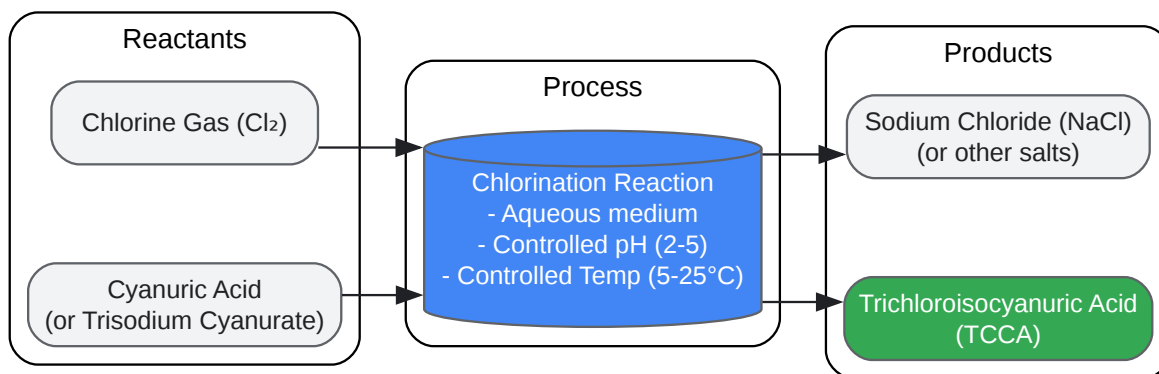 Reactants
Chlorine Gas (Cl₂)
Cyanuric Acid
(or Trisodium Cyanurate)
Process
Chlorination Reaction
- Aqueous medium
- Controlled pH (2-5)
- Controlled Temp (5-25°C)
Products
Sodium Chloride (NaCl)
(or other salts)
Trichloroisocyanuric Acid
(TCCA)